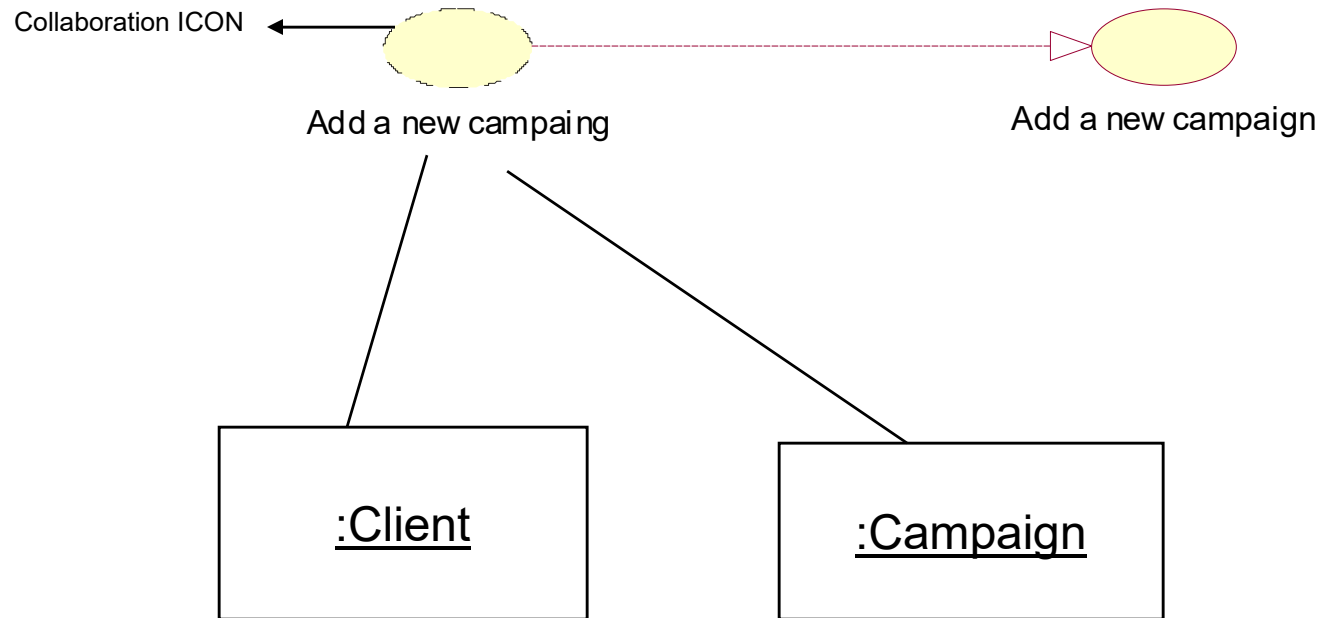 Collaboration ICON
Add a new campaing
Add a new campaign
:Client
:Campaign